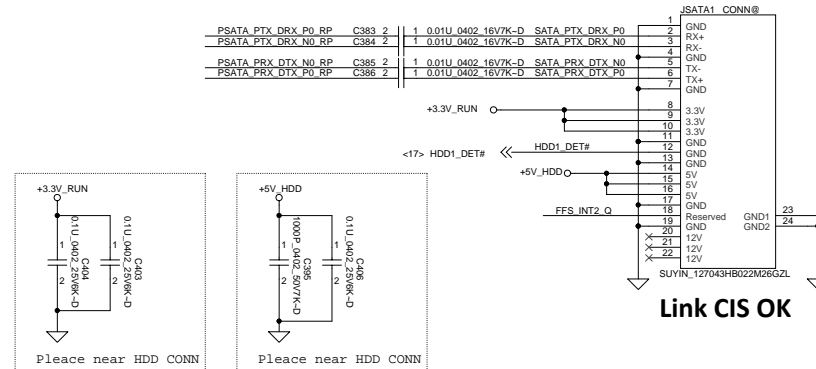 JSATA1 CONN@
1 GND
PSATA_PTX_DRX_P0_RP C383 2 1 0.01U_0402_16V7K~D SATA_PTX_DRX_P0 2 RX+
PSATA_PTX_DRX_N0_RP C384 2 1 0.01U_0402_16V7K~D SATA_PTX_DRX_N0 3 RX-
4 GND
PSATA_PRX_DTX_N0_RP C385 2 1 0.01U_0402_16V7K~D SATA_PRX_DTX_N0 5 TX-
PSATA_PRX_DTX_P0_RP C386 2 1 0.01U_0402_16V7K~D SATA_PRX_DTX_P0 6 TX+
7 GND
+3.3V_RUN 8 3.3V
9 3.3V
10 3.3V
11 GND
<17> HDD1_DET# HDD1_DET# 12 GND
13 GND
+5V_HDD 14 5V
15 5V
16 5V
17 GND
FFS_INT2_Q 18 Reserved GND1 23
19 GND GND2 24
20 12V
21 12V
22 12V
SUYIN_127043HB022M26GZL
Link CIS OK
+3.3V_RUN
0.1U_0402_25V6K~D
1 2 C404
0.1U_0402_25V6K~D
1 2 C403
Pleace near HDD CONN
+5V_HDD
1000P_0402_50V7K~D
1 2 C395
0.1U_0402_25V6K~D
1 2 C406
Pleace near HDD CONN